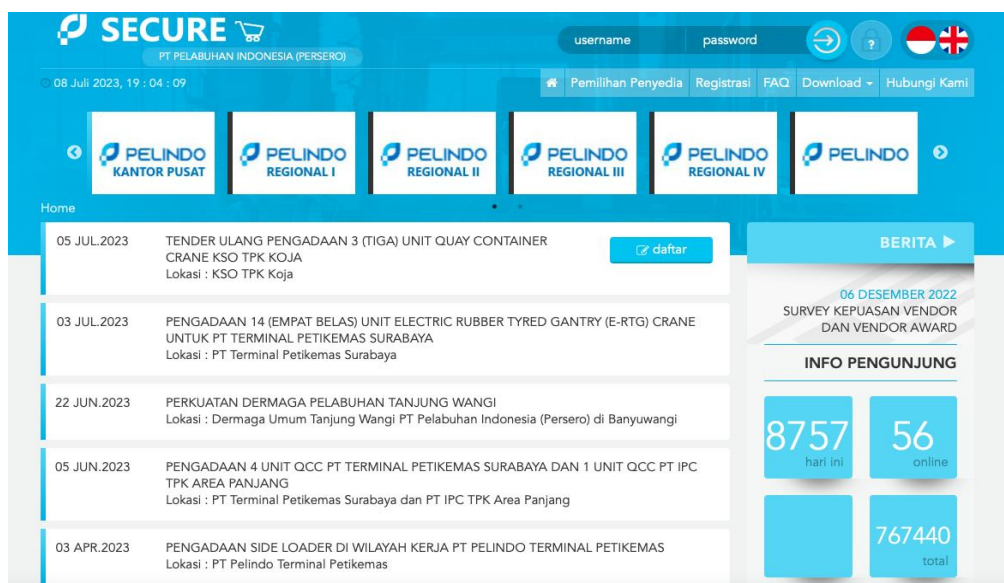 SECURE
PT PELABUHAN INDONESIA (PERSERO)
username
password
?
08 Juli 2023, 19 : 04 : 09
Pemilihan Penyedia
Registrasi
FAQ
Download
Hubungi Kami
PELINDO
KANTOR PUSAT
PELINDO
REGIONAL I
PELINDO
REGIONAL II
PELINDO
REGIONAL III
PELINDO
REGIONAL IV
PELINDO
Home
05 JUL.2023
TENDER ULANG PENGADAAN 3 (TIGA) UNIT QUAY CONTAINER
CRANE KSO TPK KOJA
Lokasi : KSO TPK Koja
daftar
03 JUL.2023
PENGADAAN 14 (EMPAT BELAS) UNIT ELECTRIC RUBBER TYRED GANTRY (E-RTG) CRANE
UNTUK PT TERMINAL PETIKEMAS SURABAYA
Lokasi : PT Terminal Petikemas Surabaya
22 JUN.2023
PERKUATAN DERMAGA PELABUHAN TANJUNG WANGI
Lokasi : Dermaga Umum Tanjung Wangi PT Pelabuhan Indonesia (Persero) di Banyuwangi
05 JUN.2023
PENGADAAN 4 UNIT QCC PT TERMINAL PETIKEMAS SURABAYA DAN 1 UNIT QCC PT IPC
TPK AREA PANJANG
Lokasi : PT Terminal Petikemas Surabaya dan PT IPC TPK Area Panjang
03 APR.2023
PENGADAAN SIDE LOADER DI WILAYAH KERJA PT PELINDO TERMINAL PETIKEMAS
Lokasi : PT Pelindo Terminal Petikemas
BERITA
06 DESEMBER 2022
SURVEY KEPUASAN VENDOR
DAN VENDOR AWARD
INFO PENGUNJUNG
8757
hari ini
56
online
767440
total